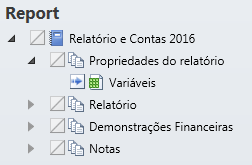 Report
Relatório e Contas 2016
Propriedades do relatório
Variáveis
Relatório
Demonstrações Financeiras
Notas